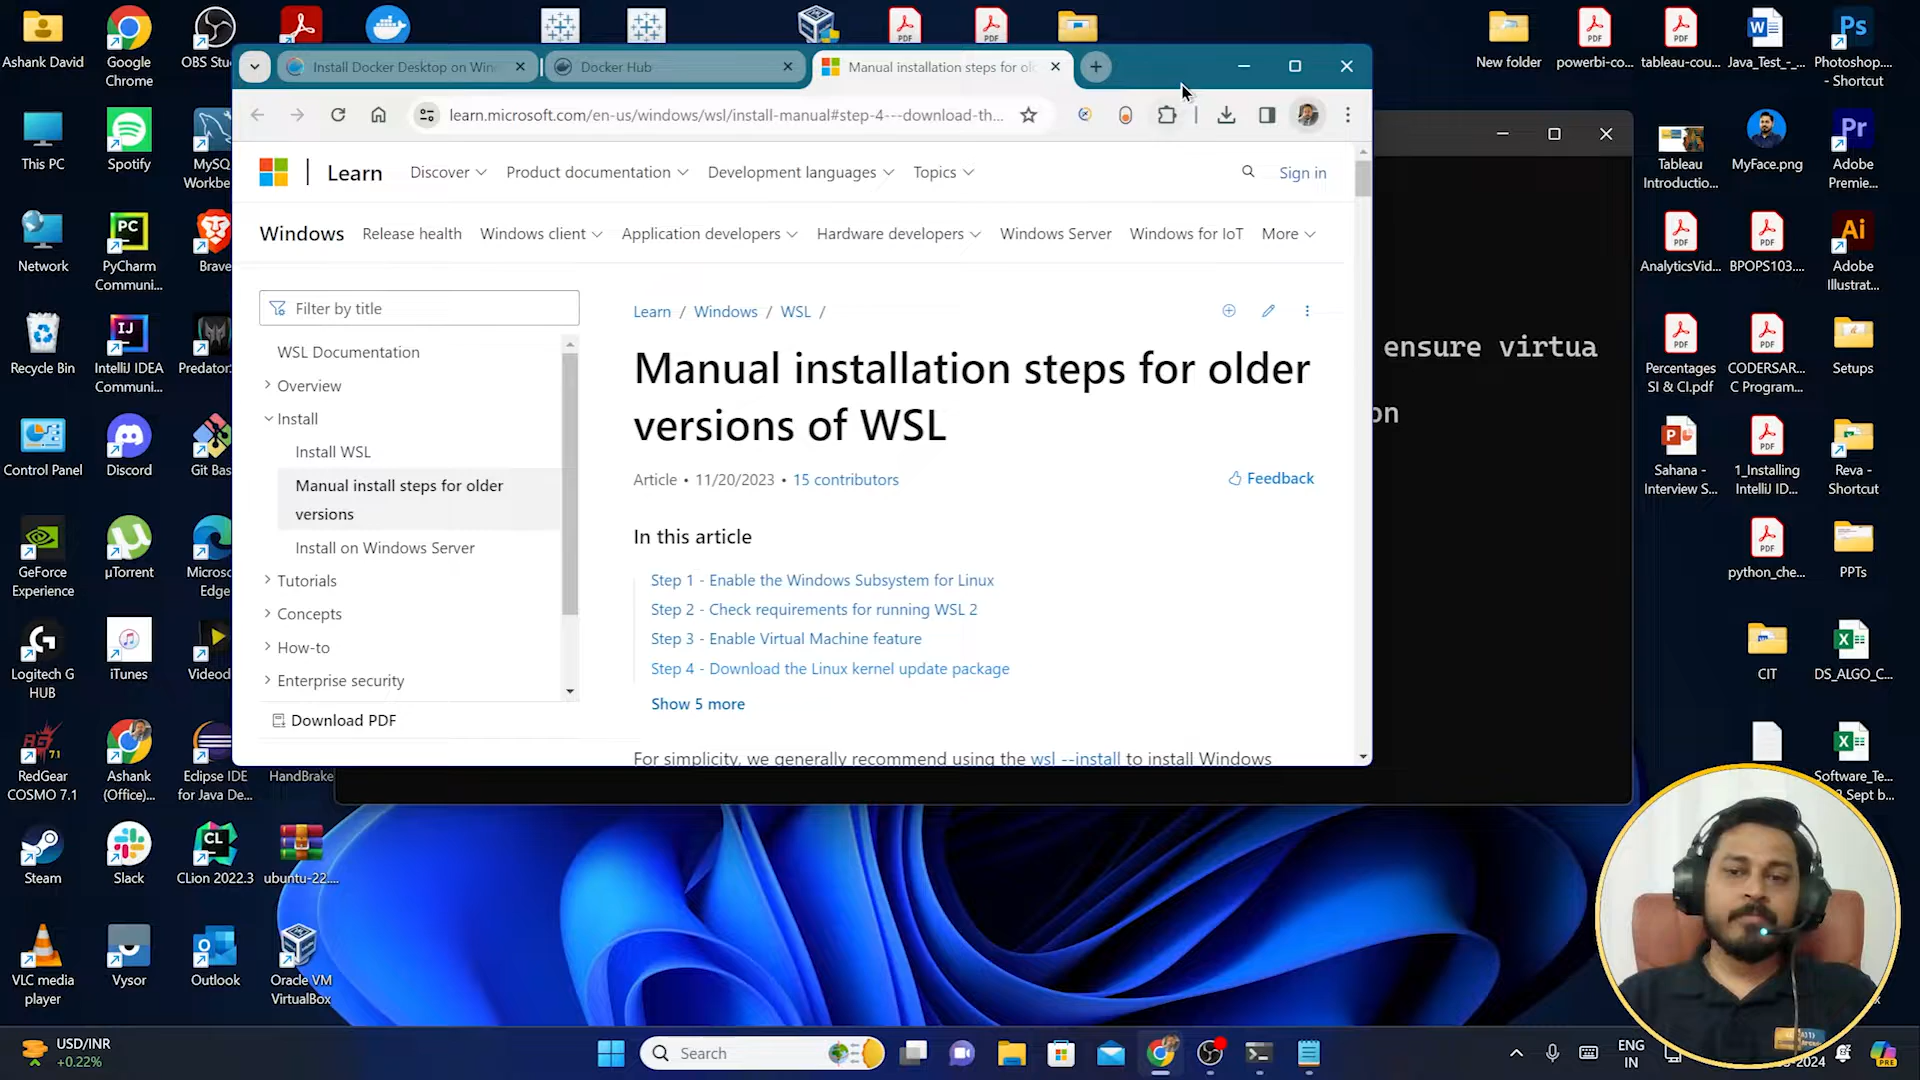 Ashank David
Google
Chrome
OBS Stu
New folder
powerbi-co...
tableau-cou...
Java_Test_-_...
Photoshop....
- Shortcut
Install Docker Desktop on Win
Docker Hub
Manual installation steps for ol
learn.microsoft.com/en-us/windows/wsl/install-manual#step-4---download-th...
Learn
Discover
Product documentation
Development languages
Topics
Sign in
Windows
Release health
Windows client
Application developers
Hardware developers
Windows Server
Windows for IoT
More
Filter by title
WSL Documentation
Overview
Install
Install WSL
Manual install steps for older
versions
Install on Windows Server
Tutorials
Concepts
How-to
Enterprise security
Download PDF
Learn / Windows / WSL /
Manual installation steps for older
versions of WSL
Article • 11/20/2023 • 15 contributors
Feedback
In this article
Step 1 - Enable the Windows Subsystem for Linux
Step 2 - Check requirements for running WSL 2
Step 3 - Enable Virtual Machine feature
Step 4 - Download the Linux kernel update package
Show 5 more
For simplicity, we generally recommend using the wsl --install to install Windows
ensure virtua
on
This PC
Spotify
MySQ
Workbe
Network
PyCharm
Communi...
Brave
Recycle Bin
IntelliJ IDEA
Communi...
Predator
Control Panel
Discord
Git Bas
GeForce
Experience
µTorrent
Micros
Edge
Logitech G
HUB
iTunes
Videod
RedGear
COSMO 7.1
Ashank
(Office)...
Eclipse IDE
for Java De...
HandBrake
Steam
Slack
CLion 2022.3
ubuntu-22....
VLC media
player
Vysor
Outlook
Oracle VM
VirtualBox
Tableau
Introductio...
MyFace.png
Adobe
Premie...
AnalyticsVid...
BPOPS103....
Adobe
Illustrat...
Percentages
SI & CI.pdf
CODERSAR...
C Program...
Setups
Sahana -
Interview S...
1_Installing
IntelliJ ID...
Reva -
Shortcut
python_che...
PPTs
CIT
DS_ALGO_C...
Software_Te...
Sept b...
USD/INR
+0.22%
Search
ENG
IN
-2024